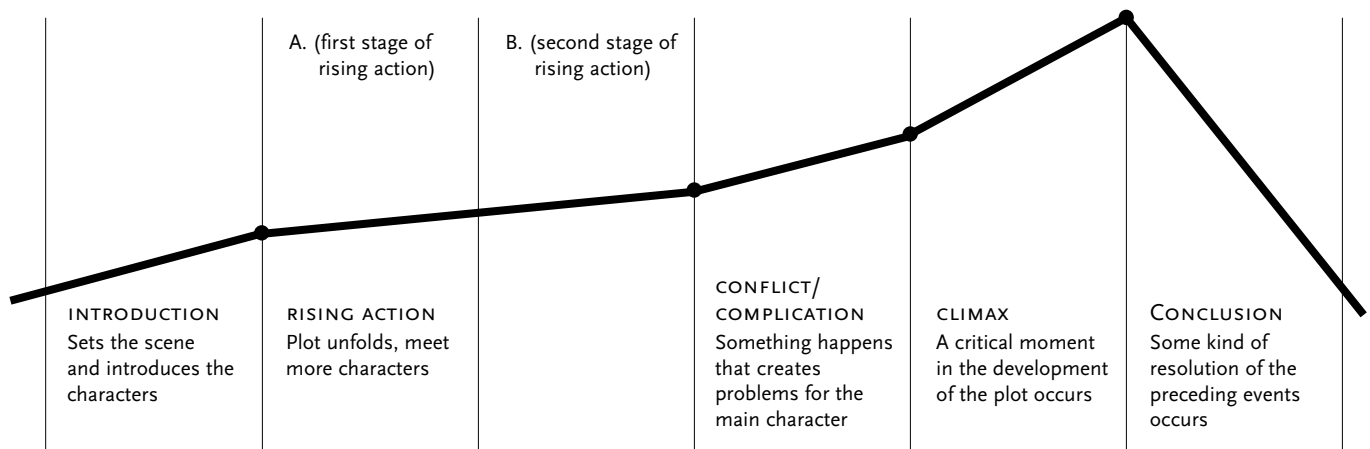 A. (first stage of
rising action)
B. (second stage of
rising action)
INTRODUCTION
Sets the scene
and introduces the
characters
RISING ACTION
Plot unfolds, meet
more characters
CONFLICT/
COMPLICATION
Something happens
that creates
problems for the
main character
CLIMAX
A critical moment
in the development
of the plot occurs
CONCLUSION
Some kind of
resolution of the
preceding events
occurs